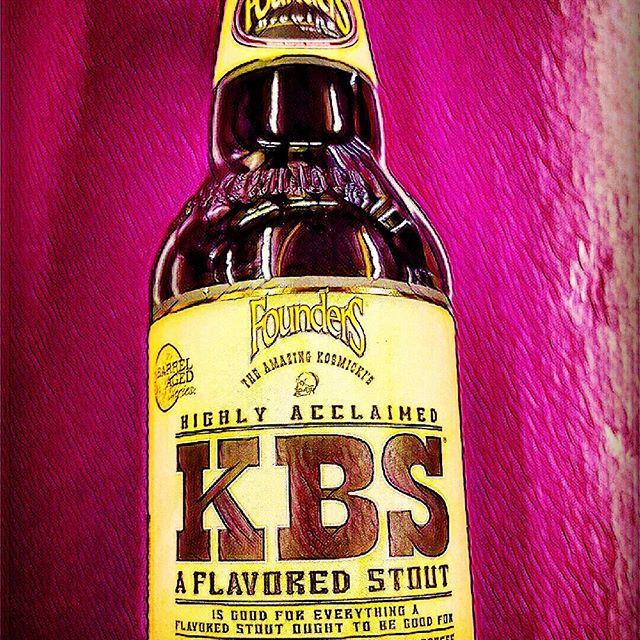 Founders
BREWING
Founders
THE AMAZING KOSMICKI'S
BARREL
AGED
series
HIGHLY ACCLAIMED
KBS
A FLAVORED STOUT
IS GOOD FOR EVERYTHING A
FLAVORED STOUT OUGHT TO BE GOOD FOR